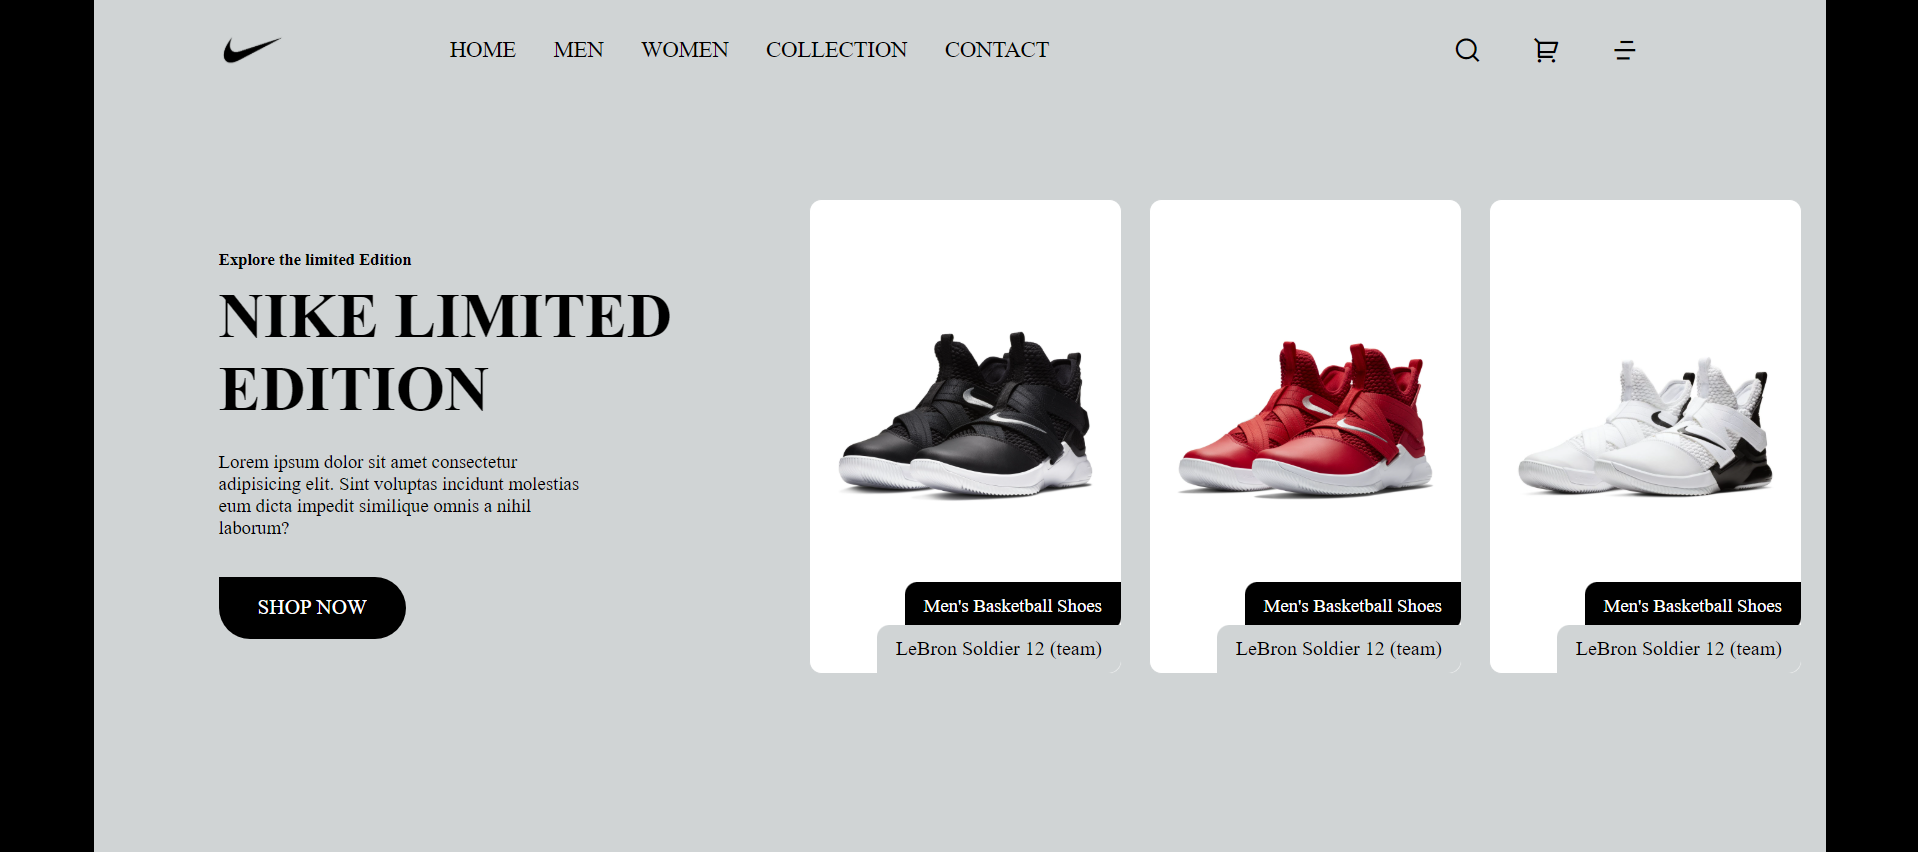 HOME MEN WOMEN COLLECTION CONTACT
Explore the limited Edition
NIKE LIMITED
EDITION
Lorem ipsum dolor sit amet consectetur
adipisicing elit. Sint voluptas incidunt molestias
eum dicta impedit similique omnis a nihil
laborum?
SHOP NOW
Men's Basketball Shoes
LeBron Soldier 12 (team)
Men's Basketball Shoes
LeBron Soldier 12 (team)
Men's Basketball Shoes
LeBron Soldier 12 (team)